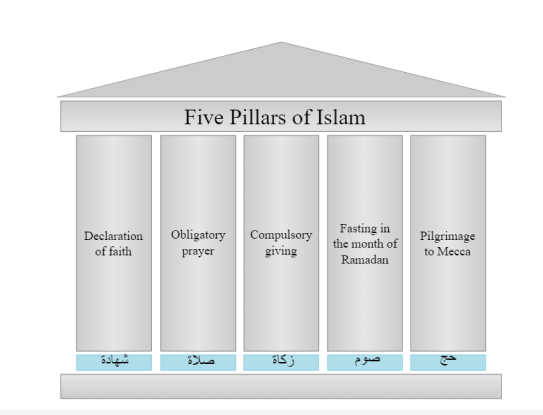 Five Pillars of Islam
Declaration
of faith
Obligatory
prayer
Compulsory
giving
Fasting in
the month of
Ramadan
Pilgrimage
to Mecca
شهادة
صلاة
زكاة
صوم
حج